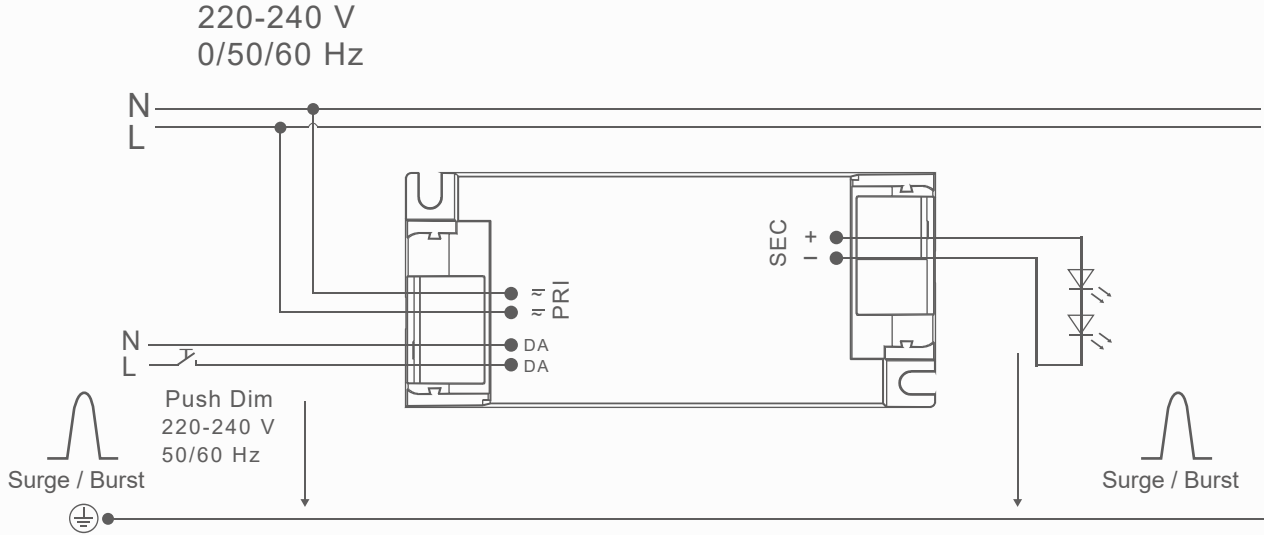 220-240 V
0/50/60 Hz
N
L
SEC
+
−
≂ PRI
≂
N
DA
L
DA
Push Dim
220-240 V
50/60 Hz
Surge / Burst
Surge / Burst